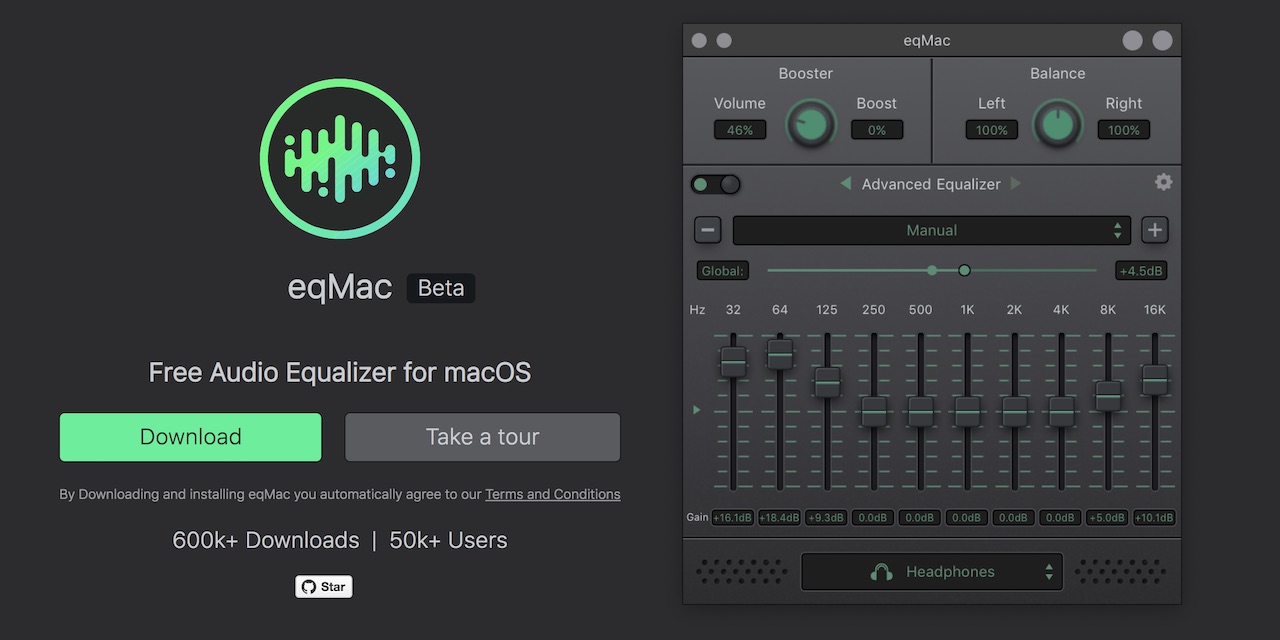 eqMac Beta
Free Audio Equalizer for macOS
Download
Take a tour
By Downloading and installing eqMac you automatically agree to our Terms and Conditions
600k+ Downloads | 50k+ Users
Star
eqMac
Booster
Balance
Volume
Boost
Left
Right
46%
0%
100%
100%
Advanced Equalizer
Manual
Global:
+4.5dB
Hz 32 64 125 250 500 1K 2K 4K 8K 16K
Gain +16.1dB +18.4dB +9.3dB 0.0dB 0.0dB 0.0dB 0.0dB 0.0dB +5.0dB +10.1dB
Headphones